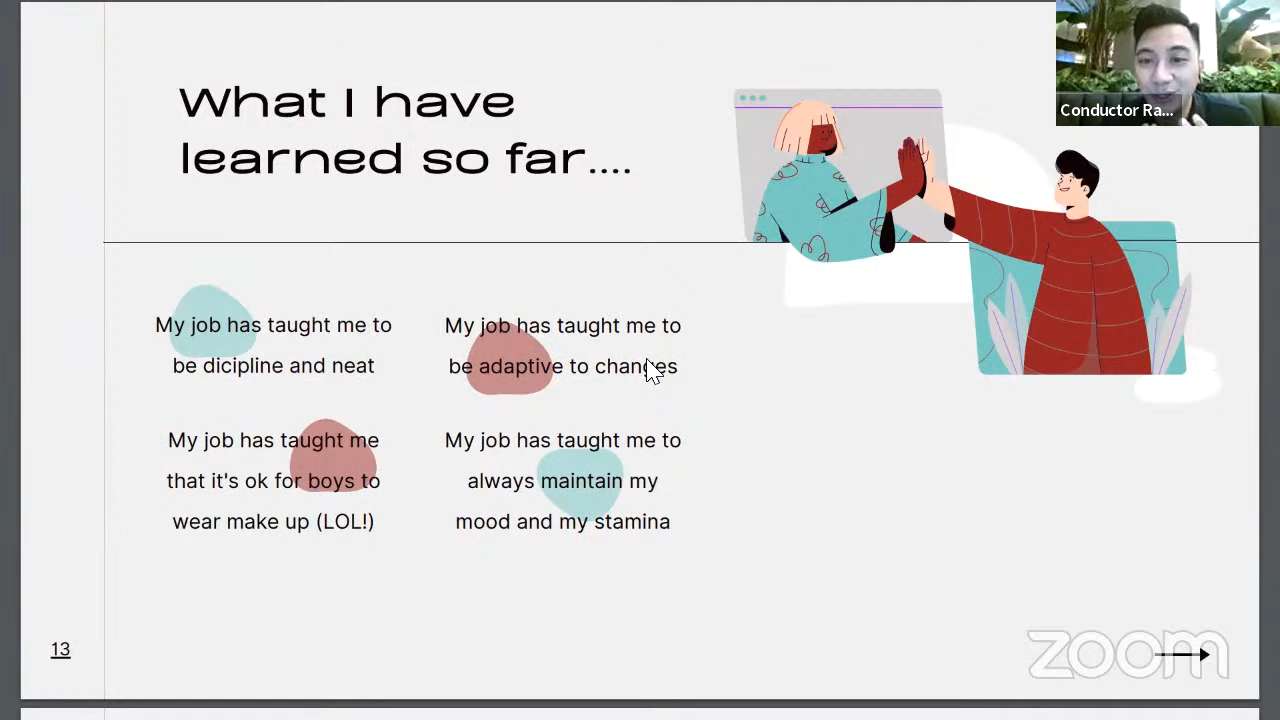 What I have
learned so far....
Conductor Ra...
My job has taught me to
be dicipline and neat
My job has taught me to
be adaptive to changes
My job has taught me
that it's ok for boys to
wear make up (LOL!)
My job has taught me to
always maintain my
mood and my stamina
13
zoom